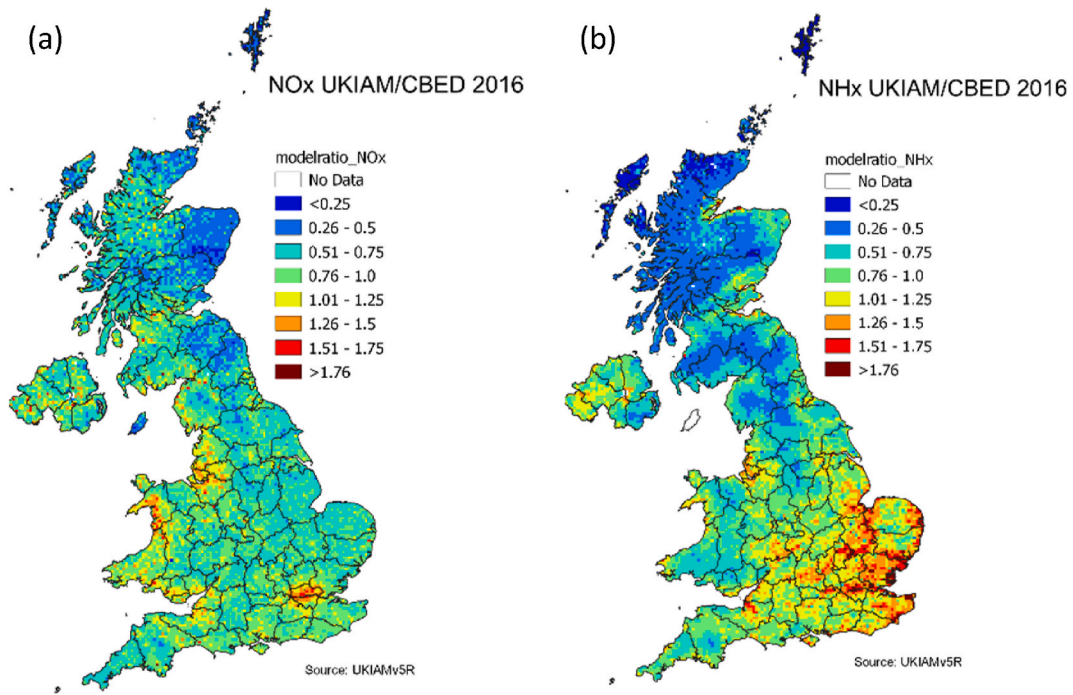 (a)
NOx UKIAM/CBED 2016
modelratio_NOx
No Data
<0.25
0.26 - 0.5
0.51 - 0.75
0.76 - 1.0
1.01 - 1.25
1.26 - 1.5
1.51 - 1.75
>1.76
Source: UKIAMv5R
(b)
NHx UKIAM/CBED 2016
modelratio_NHx
No Data
<0.25
0.26 - 0.5
0.51 - 0.75
0.76 - 1.0
1.01 - 1.25
1.26 - 1.5
1.51 - 1.75
>1.76
Source: UKIAMv5R